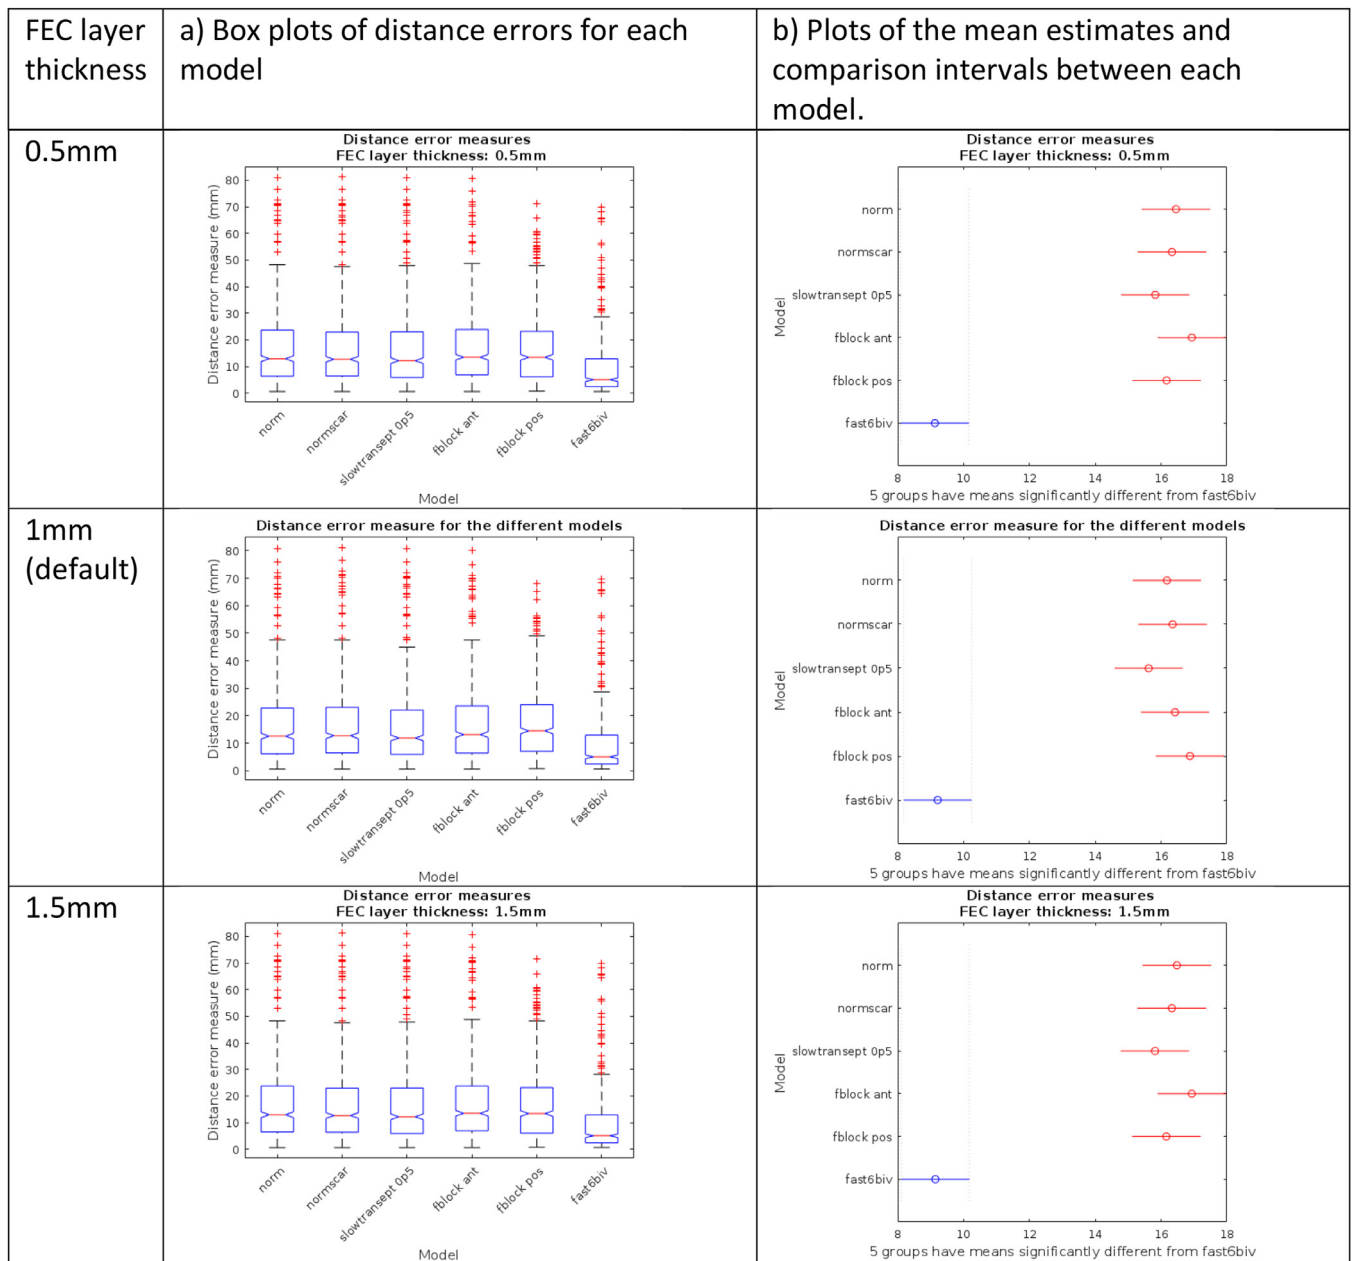 FEC layer
thickness
a) Box plots of distance errors for each
model
b) Plots of the mean estimates and
comparison intervals between each
model.
0.5mm
Distance error measures
FEC layer thickness: 0.5mm
Distance error measure (mm)
80
70
60
50
40
30
20
10
0
norm
normscar
slowtransept 0p5
fblock ant
fblock pos
fast6biv
Model
Distance error measures
FEC layer thickness: 0.5mm
Model
norm
normscar
slowtransept 0p5
fblock ant
fblock pos
fast6biv
8 10 12 14 16 18
5 groups have means significantly different from fast6biv
1mm
(default)
Distance error measure for the different models
Distance error measure (mm)
80
70
60
50
40
30
20
10
0
norm
normscar
slowtransept 0p5
fblock ant
fblock pos
fast6biv
Model
Distance error measure for the different models
Model
norm
normscar
slowtransept 0p5
fblock ant
fblock pos
fast6biv
8 10 12 14 16 18
5 groups have means significantly different from fast6biv
1.5mm
Distance error measures
FEC layer thickness: 1.5mm
Distance error measure (mm)
80
70
60
50
40
30
20
10
0
norm
normscar
slowtransept 0p5
fblock ant
fblock pos
fast6biv
Model
Distance error measures
FEC layer thickness: 1.5mm
Model
norm
normscar
slowtransept 0p5
fblock ant
fblock pos
fast6biv
8 10 12 14 16 18
5 groups have means significantly different from fast6biv